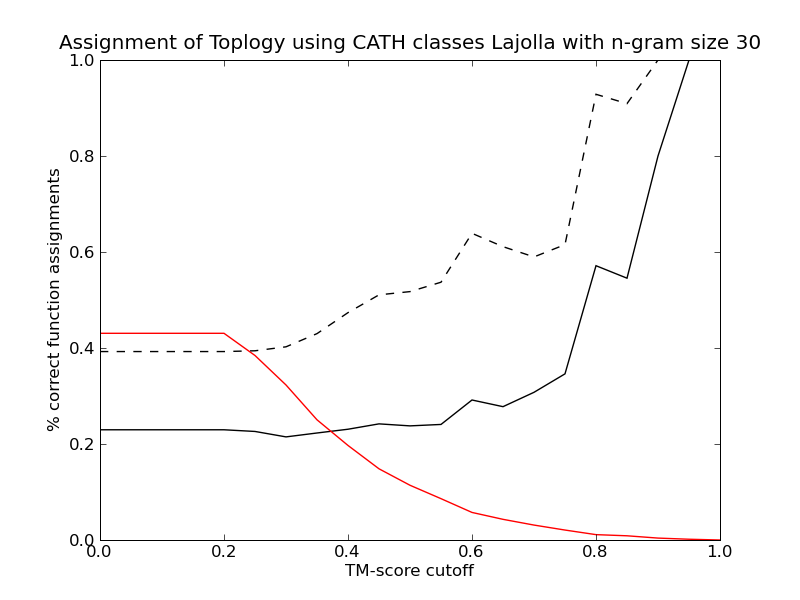 Assignment of Toplogy using CATH classes Lajolla with n-gram size 30
% correct function assignments
1.0
0.8
0.6
0.4
0.2
0.0
0.0 0.2 0.4 0.6 0.8 1.0
TM-score cutoff